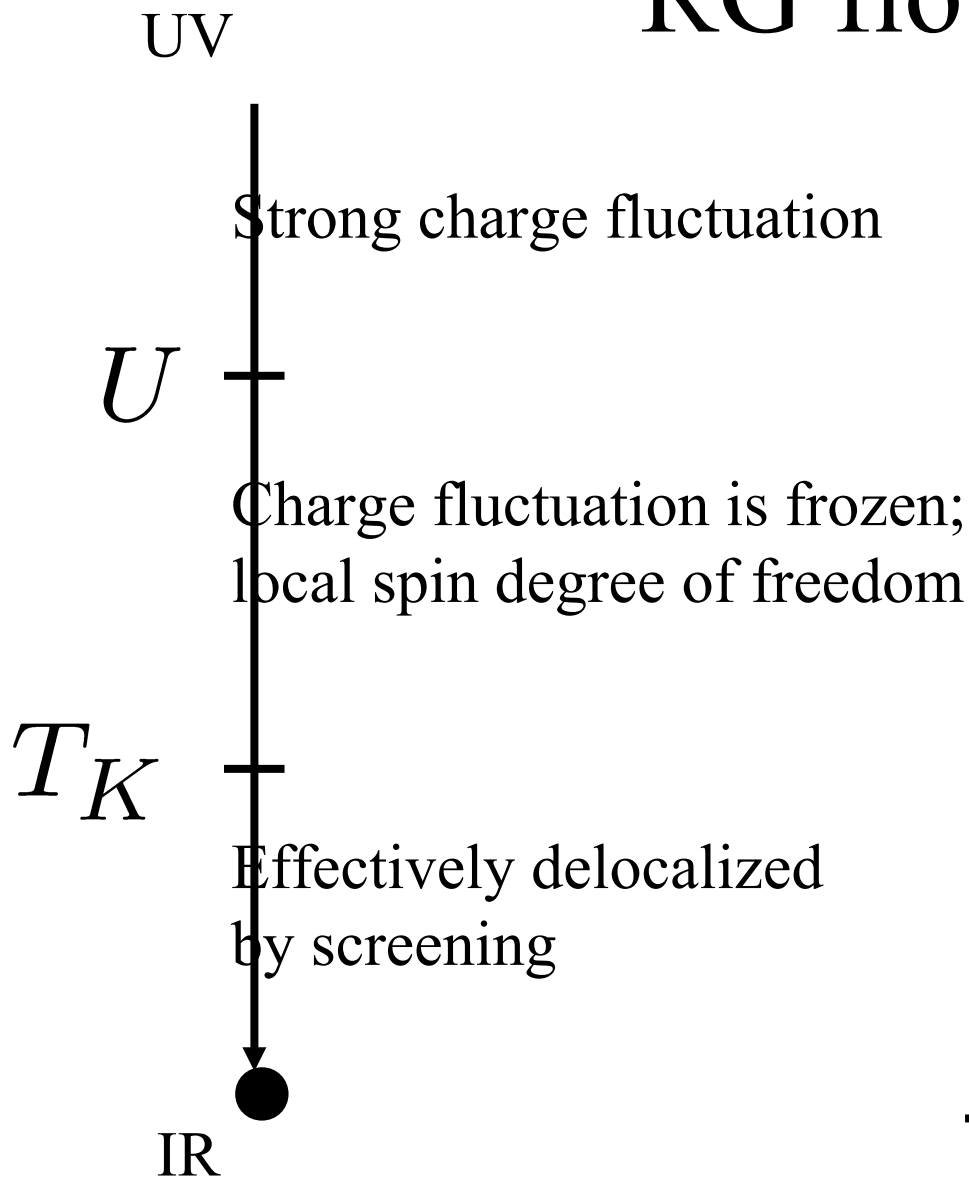 UV
RG
Strong charge fluctuation
U
Charge fluctuation is frozen;
local spin degree of freedom
T_K
Effectively delocalized
by screening
IR